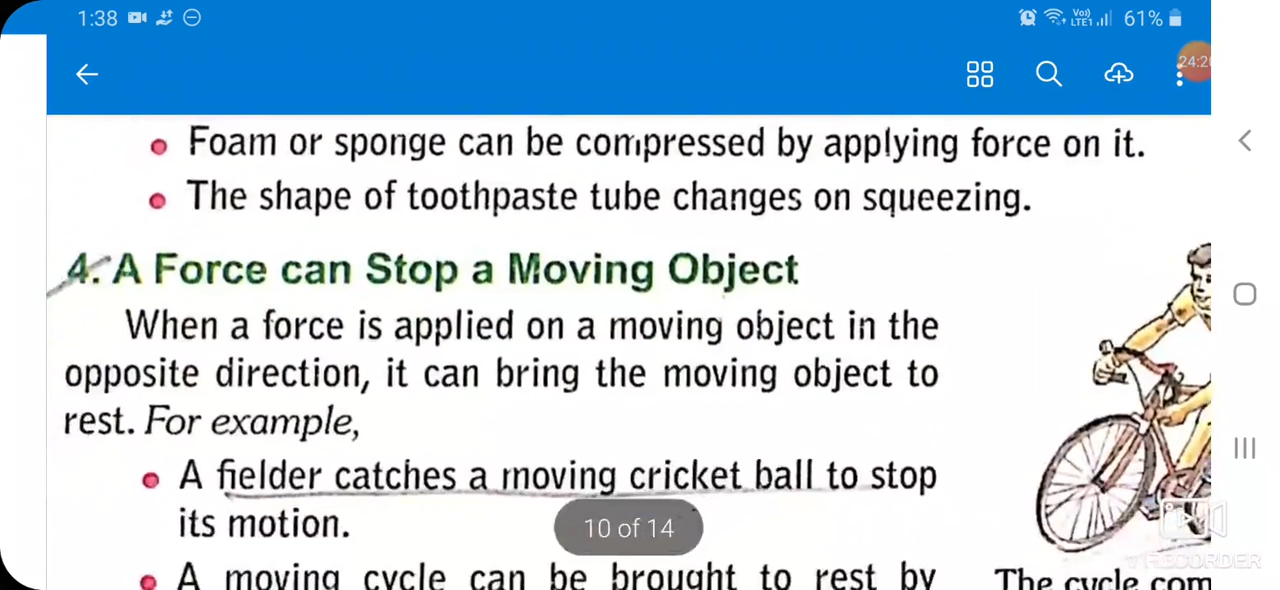 1:38 Vo) LTE1 61%
24:2
Foam or sponge can be compressed by applying force on it.
The shape of toothpaste tube changes on squeezing.
4. A Force can Stop a Moving Object
When a force is applied on a moving object in the
opposite direction, it can bring the moving object to
rest. For example,
A fielder catches a moving cricket ball to stop
its motion.
10 of 14
A moving cycle can be brought to rest by
The cycle com
RECORDER